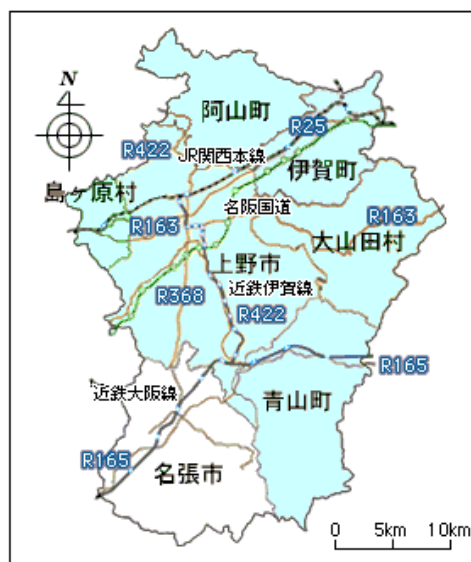 N
阿山町
R25
R422
JR関西本線
伊賀町
島ヶ原村
名阪国道
R163
R163
大山田村
上野市
近鉄伊賀線
R368
R422
R165
近鉄大阪線
青山町
R165
名張市
0 5km 10km